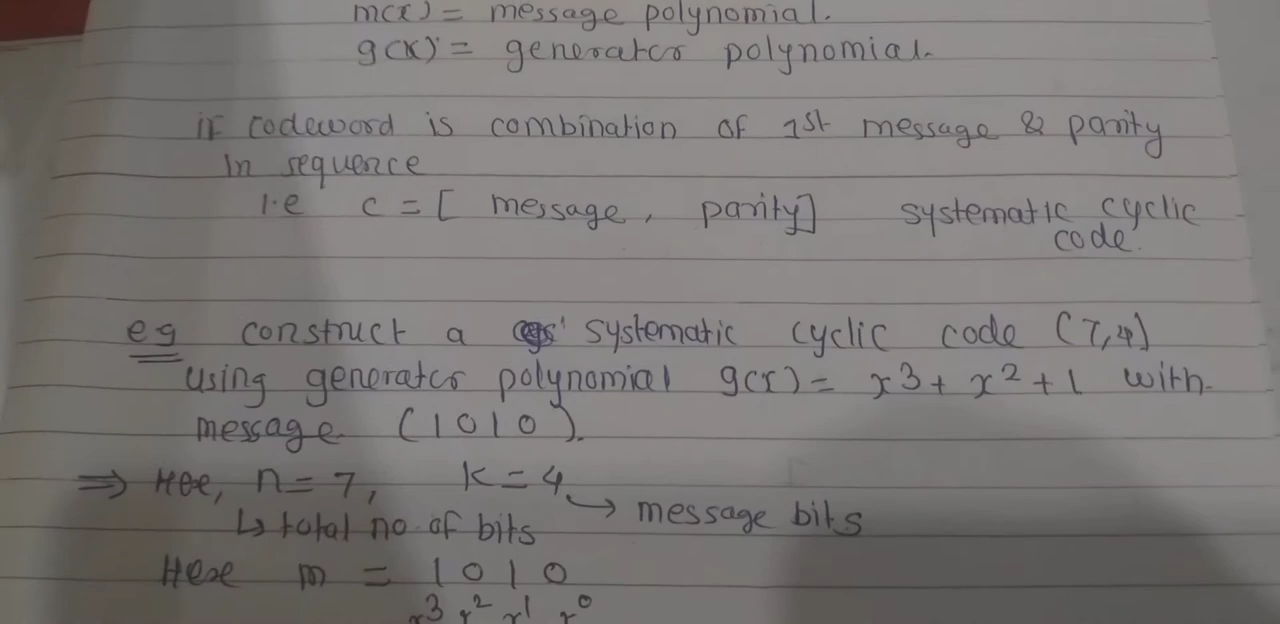 m(x) = message polynomial.
g(x) = generator polynomial.
if codeword is combination of 1st message & parity
in sequence
i.e c = [ message, parity] systematic cyclic
code.
eg construct a systematic cyclic code (7,4)
using generator polynomial g(x) = x3 + x2 + 1 with
message (1010).
⇒ Here, n = 7, k = 4 → message bits
↳ total no of bits
Here m = 1 0 1 0
x3 x2 x1 x0